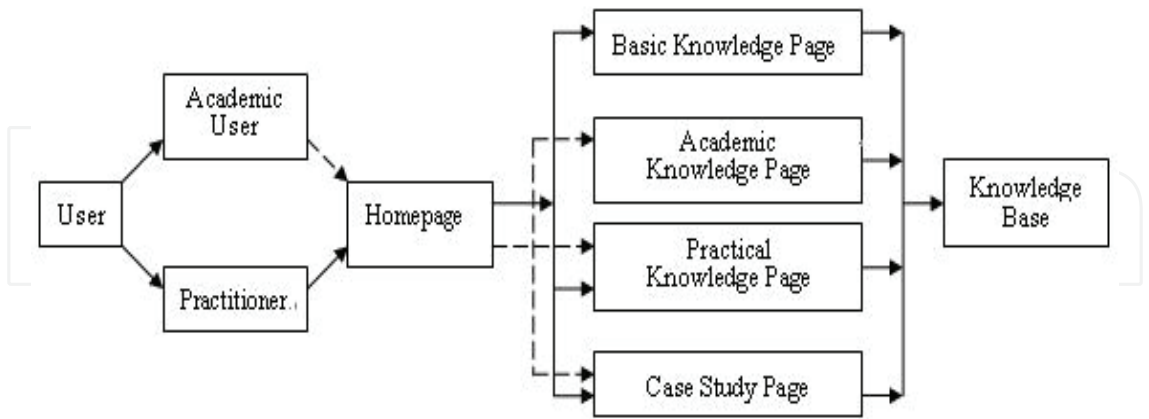 User
Academic
User
Practitioner.
Homepage
Basic Knowledge Page
Academic
Knowledge Page
Practical
Knowledge Page
Case Study Page
Knowledge
Base